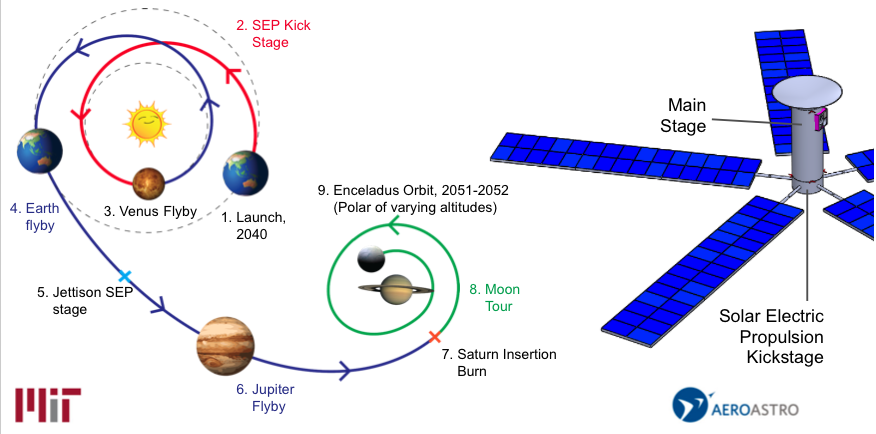 2. SEP Kick
Stage
Main
Stage
3. Venus Flyby
1. Launch,
2040
4. Earth
flyby
9. Enceladus Orbit, 2051-2052
(Polar of varying altitudes)
5. Jettison SEP
stage
8. Moon
Tour
7. Saturn Insertion
Burn
6. Jupiter
Flyby
Solar Electric
Propulsion
Kickstage
MIT
AEROASTRO